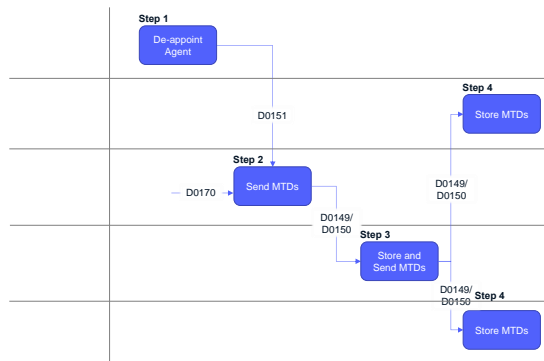 Step 1
De-appoint
Agent
Step 4
Store MTDs
D0151
Step 2
Send MTDs
D0170
D0149/
D0150
D0149/
D0150
Step 3
Store and
Send MTDs
D0149/
D0150
Step 4
Store MTDs